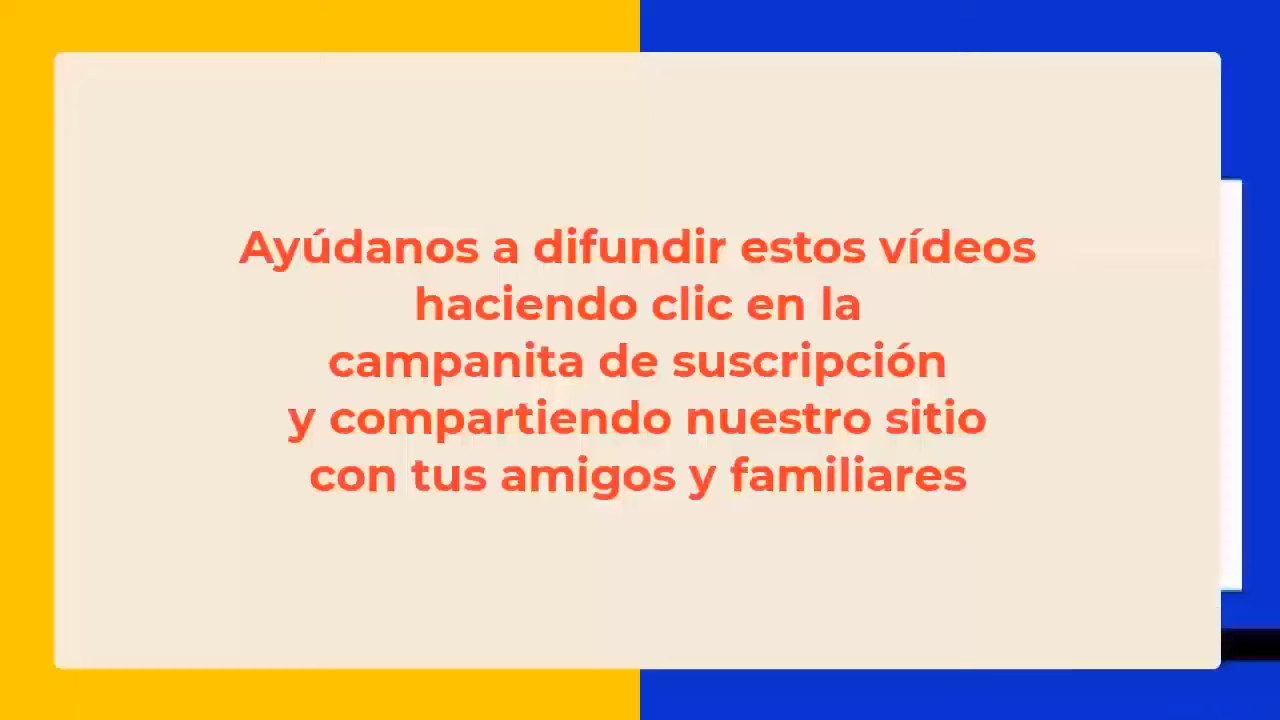 Ayúdanos a difundir estos vídeos
haciendo clic en la
campanita de suscripción
y compartiendo nuestro sitio
con tus amigos y familiares